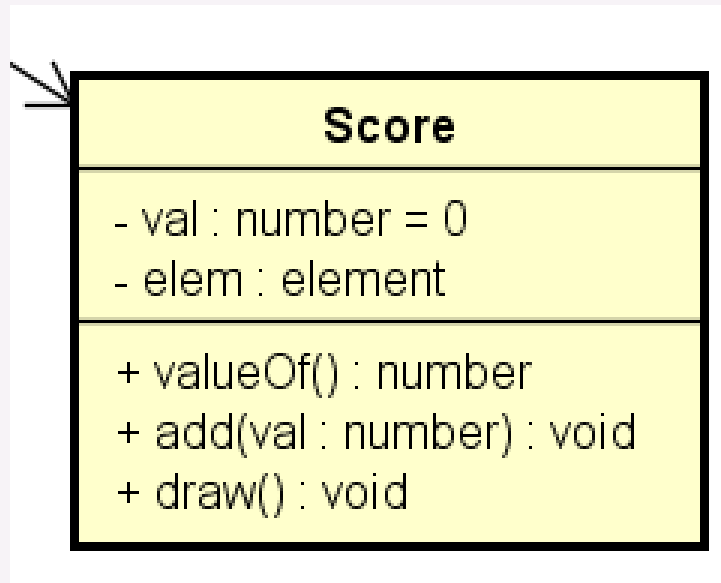 Score
- val : number = 0
- elem : element
+ valueOf() : number
+ add(val : number) : void
+ draw() : void